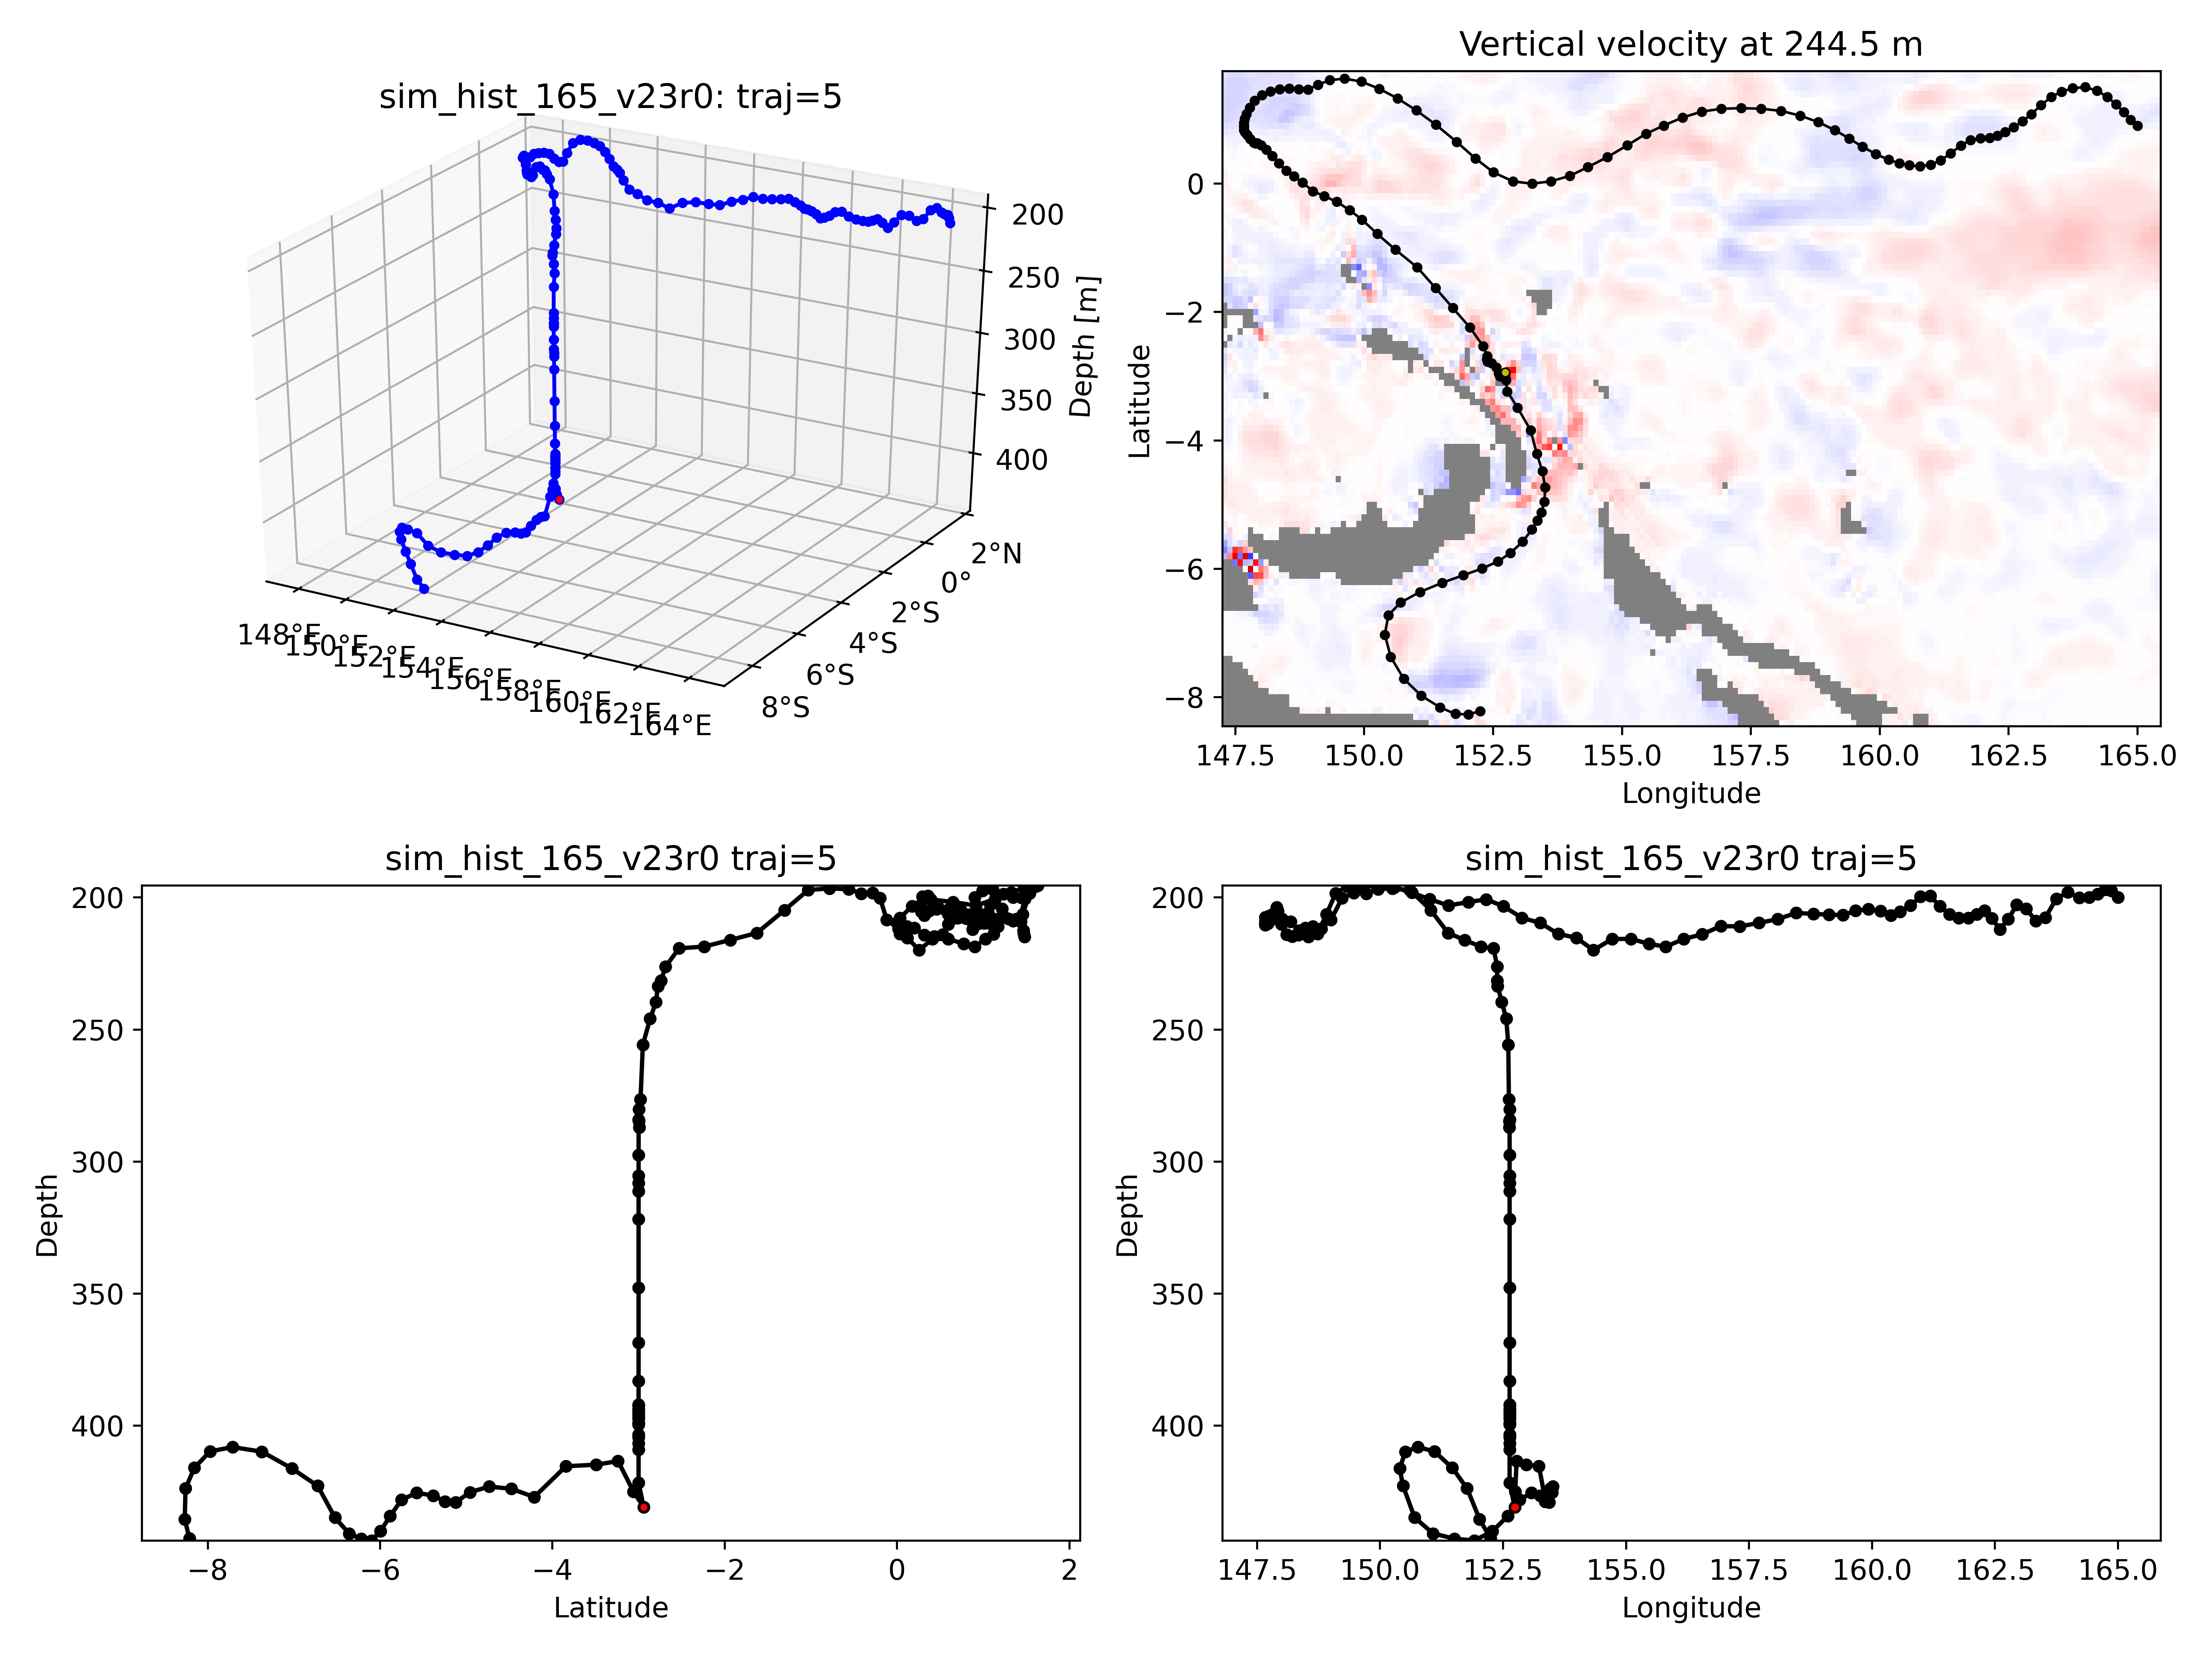 sim_hist_165_v23r0: traj=5
200
250
300
350
400
Depth [m]
2°N
0°
2°S
4°S
6°S
8°S
148°E
150°E
152°E
154°E
156°E
158°E
160°E
162°E
164°E
Vertical velocity at 244.5 m
0
−2
−4
−6
−8
Latitude
147.5 150.0 152.5 155.0 157.5 160.0 162.5 165.0
Longitude
sim_hist_165_v23r0 traj=5
200
250
300
350
400
Depth
−8 −6 −4 −2 0 2
Latitude
sim_hist_165_v23r0 traj=5
200
250
300
350
400
Depth
147.5 150.0 152.5 155.0 157.5 160.0 162.5 165.0
Longitude